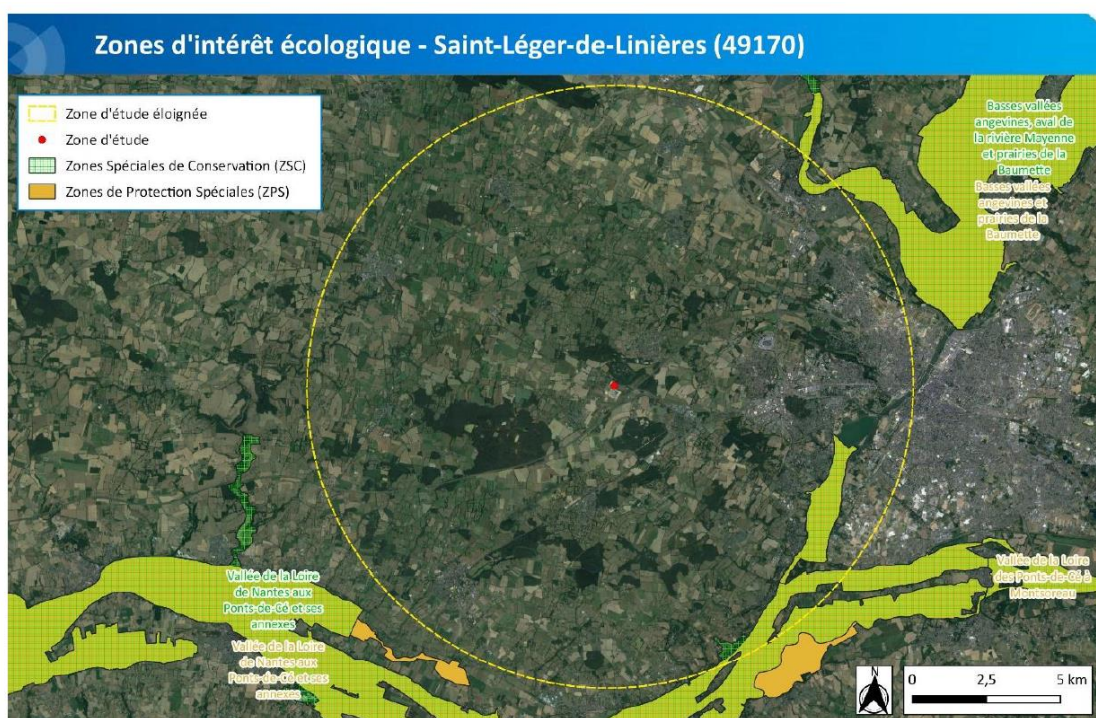 Zones d'intérêt écologique - Saint-Léger-de-Linières (49170)
Zone d'étude éloignée
Zone d'étude
Zones Spéciales de Conservation (ZSC)
Zones de Protection Spéciales (ZPS)
Basses vallées
angevines, aval de
la rivière Mayenne
et prairies de la
Baumette
Basses vallées
angevines et
prairies de la
Baumette
Vallée de la Loire
de Nantes aux
Ponts-de-Cé et ses
annexes
Vallée de la Loire
de Nantes aux
Ponts-de-Cé et ses
annexes
Vallée de la Loire
des Ponts-de-Cé à
Montsoreau
N
0 2,5 5 km